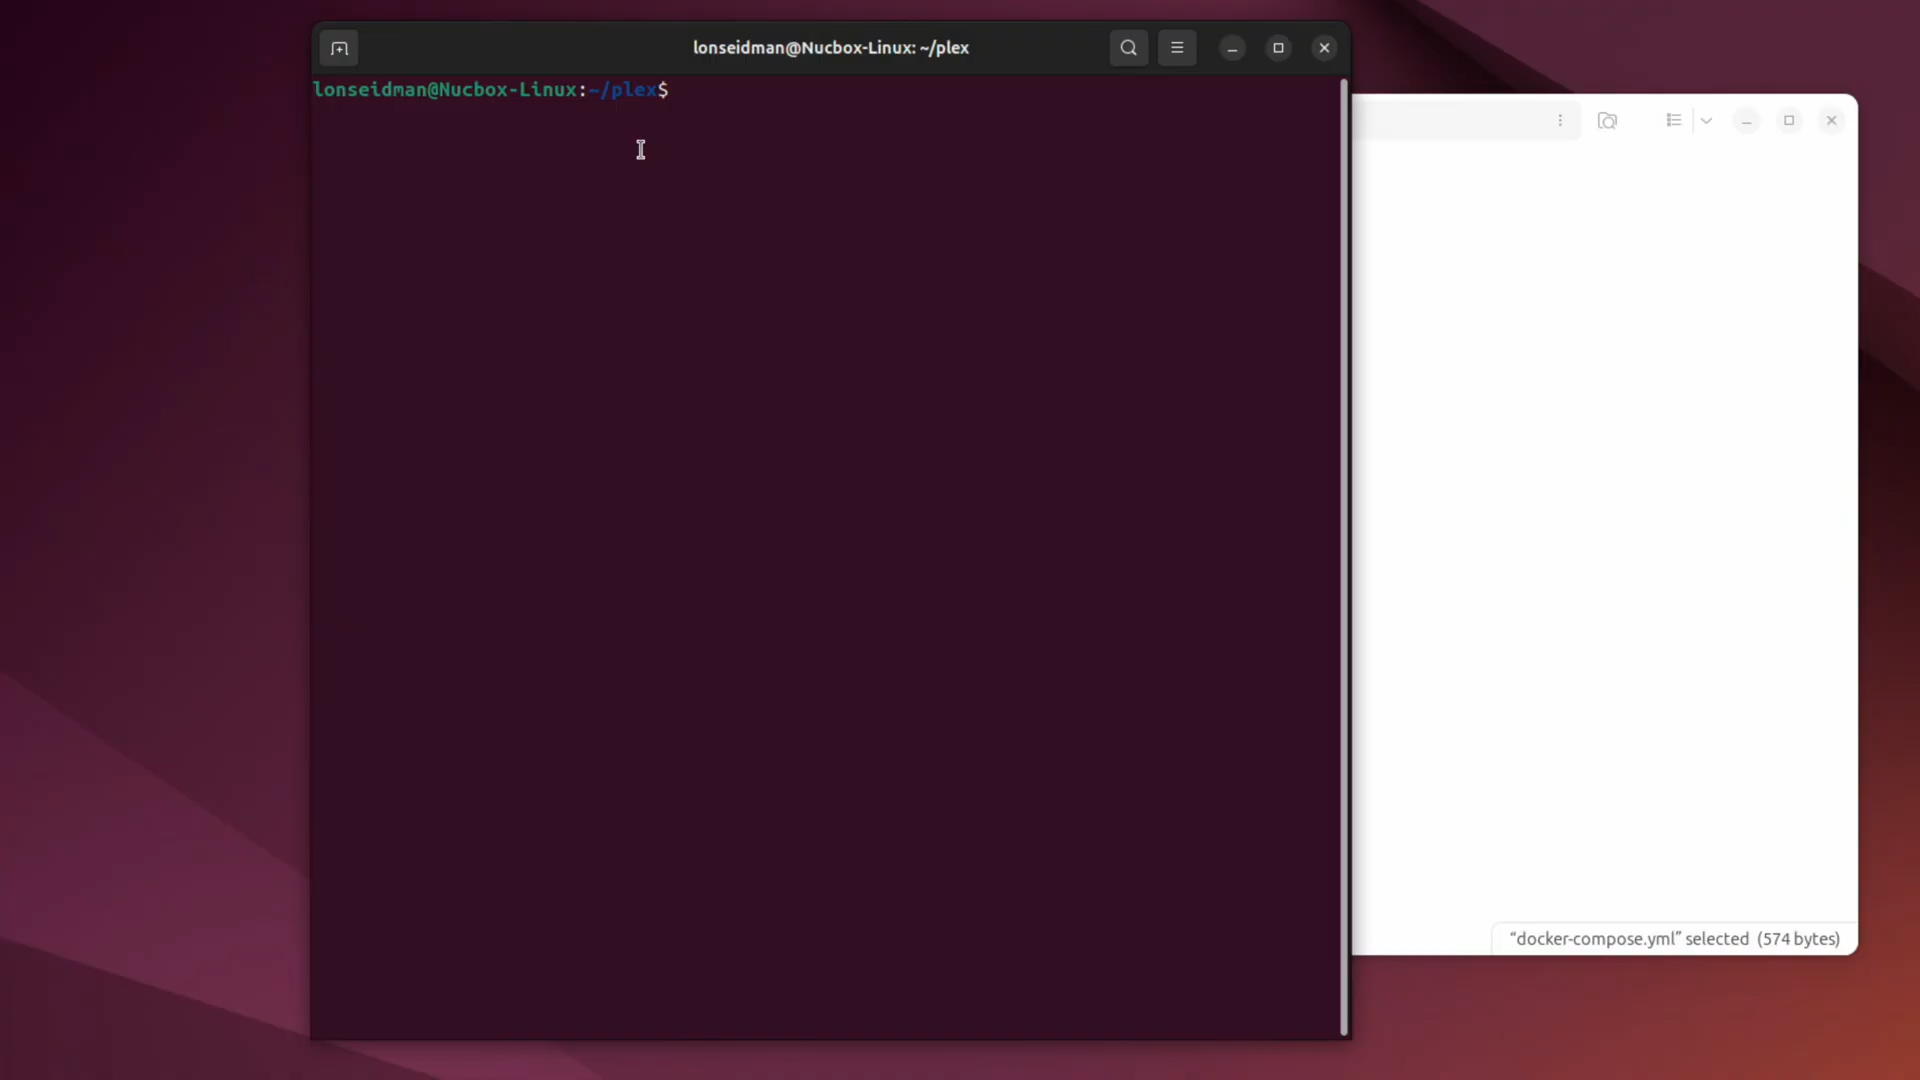 lonseidman@Nucbox-Linux: ~/plex
lonseidman@Nucbox-Linux:~/plex$
“docker-compose.yml” selected (574 bytes)